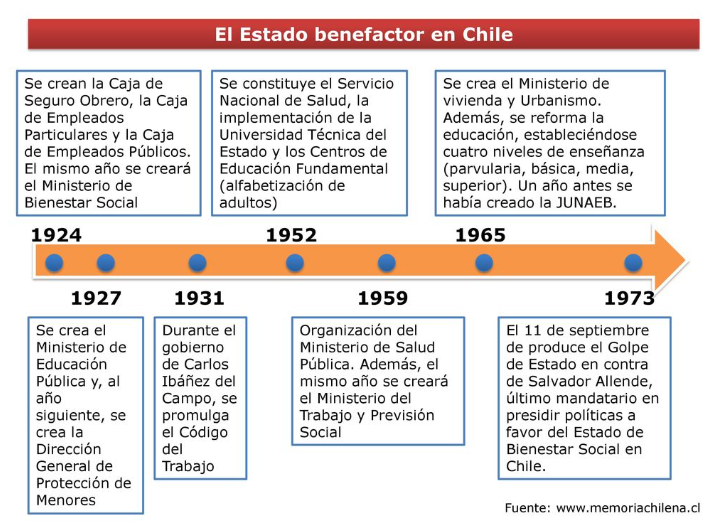 El Estado benefactor en Chile
Se crean la Caja de
Seguro Obrero, la Caja
de Empleados
Particulares y la Caja
de Empleados Públicos.
El mismo año se creará
el Ministerio de
Bienestar Social
Se constituye el Servicio
Nacional de Salud, la
implementación de la
Universidad Técnica del
Estado y los Centros de
Educación Fundamental
(alfabetización de
adultos)
Se crea el Ministerio de
vivienda y Urbanismo.
Además, se reforma la
educación, estableciéndose
cuatro niveles de enseñanza
(parvularia, básica, media,
superior). Un año antes se
había creado la JUNAEB.
1924
1952
1965
1927
1931
1959
1973
Se crea el
Ministerio de
Educación
Pública y, al
año
siguiente, se
crea la
Dirección
General de
Protección de
Menores
Durante el
gobierno
de Carlos
Ibáñez del
Campo, se
promulga
el Código
del
Trabajo
Organización del
Ministerio de Salud
Pública. Además, el
mismo año se creará
el Ministerio del
Trabajo y Previsión
Social
El 11 de septiembre
de produce el Golpe
de Estado en contra
de Salvador Allende,
último mandatario en
presidir políticas a
favor del Estado de
Bienestar Social en
Chile.
Fuente: www.memoriachilena.cl